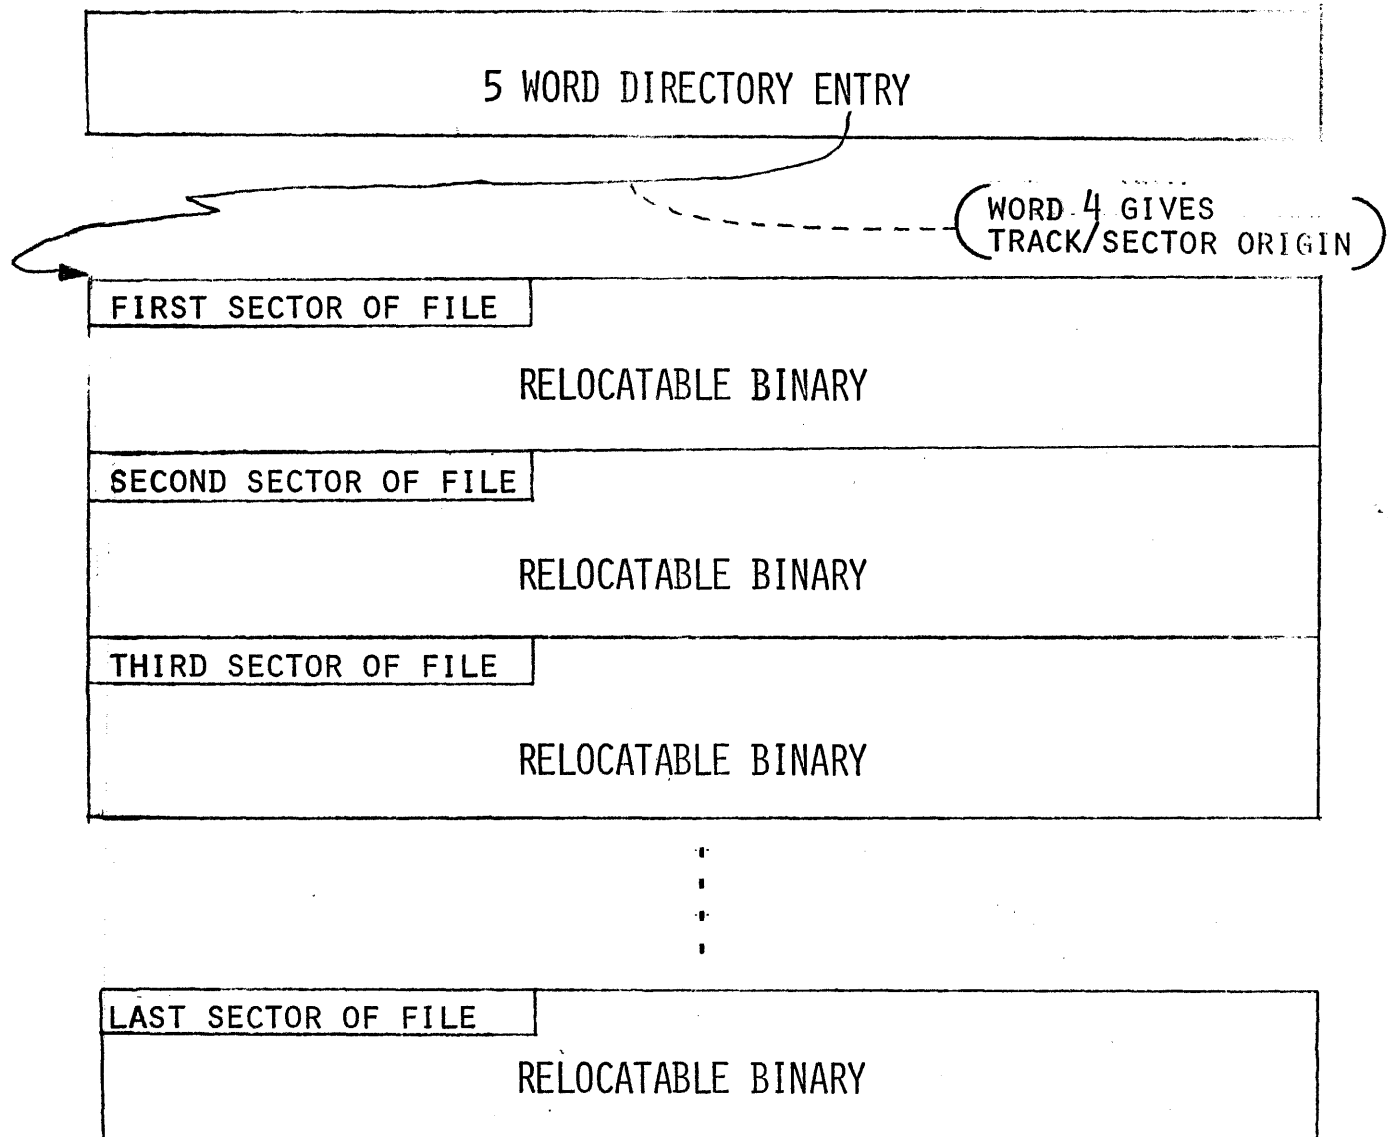 5 WORD DIRECTORY ENTRY
WORD 4 GIVES
TRACK/SECTOR ORIGIN
FIRST SECTOR OF FILE
RELOCATABLE BINARY
SECOND SECTOR OF FILE
RELOCATABLE BINARY
THIRD SECTOR OF FILE
RELOCATABLE BINARY
LAST SECTOR OF FILE
RELOCATABLE BINARY